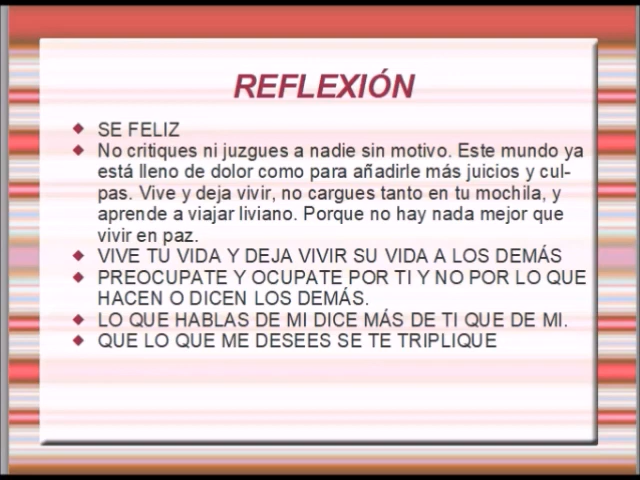 REFLEXIÓN
SE FELIZ
No critiques ni juzgues a nadie sin motivo. Este mundo ya
está lleno de dolor como para añadirle más juicios y cul-
pas. Vive y deja vivir, no cargues tanto en tu mochila, y
aprende a viajar liviano. Porque no hay nada mejor que
vivir en paz.
VIVE TU VIDA Y DEJA VIVIR SU VIDA A LOS DEMÁS
PREOCUPATE Y OCUPATE POR TI Y NO POR LO QUE
HACEN O DICEN LOS DEMÁS.
LO QUE HABLAS DE MI DICE MÁS DE TI QUE DE MI.
QUE LO QUE ME DESEES SE TE TRIPLIQUE